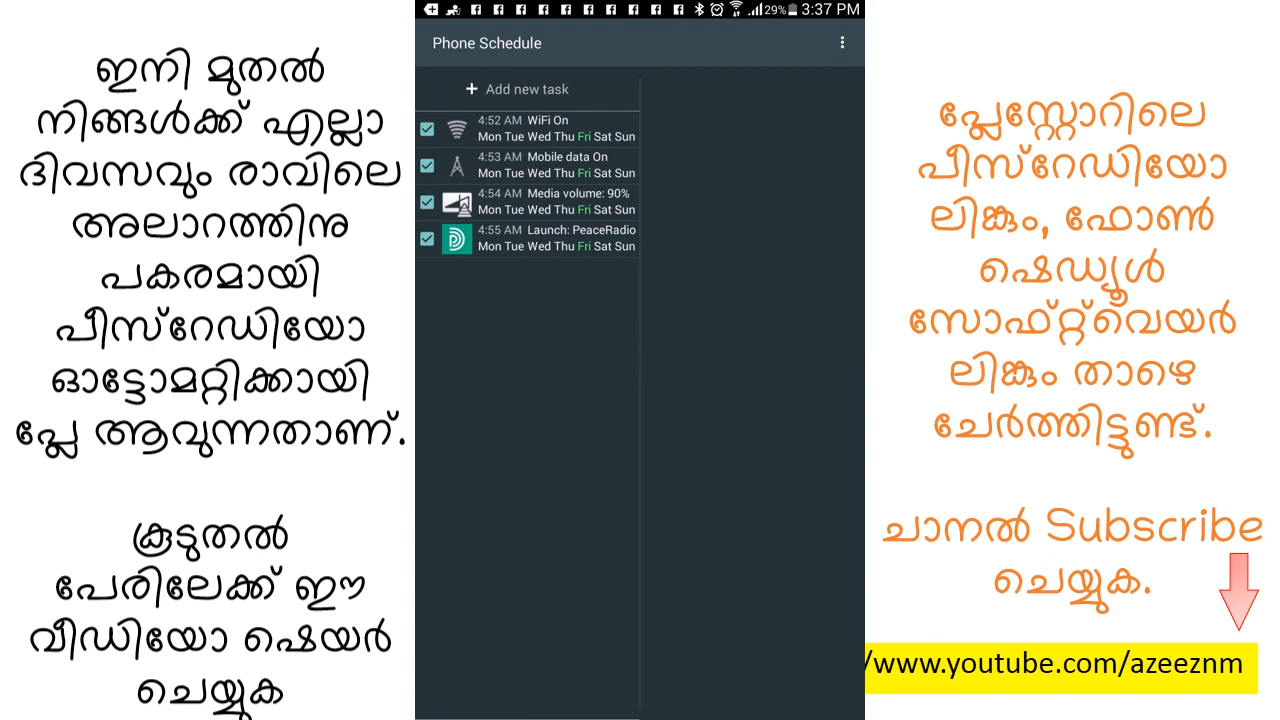 ഇനി മുതൽ
നിങ്ങൾക്ക് എല്ലാ
ദിവസവും രാവിലെ
അലാറത്തിനു
പകരമായി
പീസ്റേഡിയോ
ഓട്ടോമറ്റിക്കായി
പ്ലേ ആവുന്നതാണ്.
കൂടുതൽ
പേരിലേക്ക് ഈ
വീഡിയോ ഷെയർ
ചെയ്യുക
29% 3:37 PM
Phone Schedule
+ Add new task
4:52 AM WiFi On
Mon Tue Wed Thu Fri Sat Sun
4:53 AM Mobile data On
Mon Tue Wed Thu Fri Sat Sun
4:54 AM Media volume: 90%
Mon Tue Wed Thu Fri Sat Sun
4:55 AM Launch: PeaceRadio
Mon Tue Wed Thu Fri Sat Sun
പ്ലേസ്റ്റോറിലെ
പീസ്റേഡിയോ
ലിങ്കും, ഫോൺ
ഷെഡ്യൂൾ
സോഫ്റ്റ്‌വെയർ
ലിങ്കും താഴെ
ചേർത്തിട്ടുണ്ട്.
ചാനൽ Subscribe
ചെയ്യുക.
/www.youtube.com/azeeznm